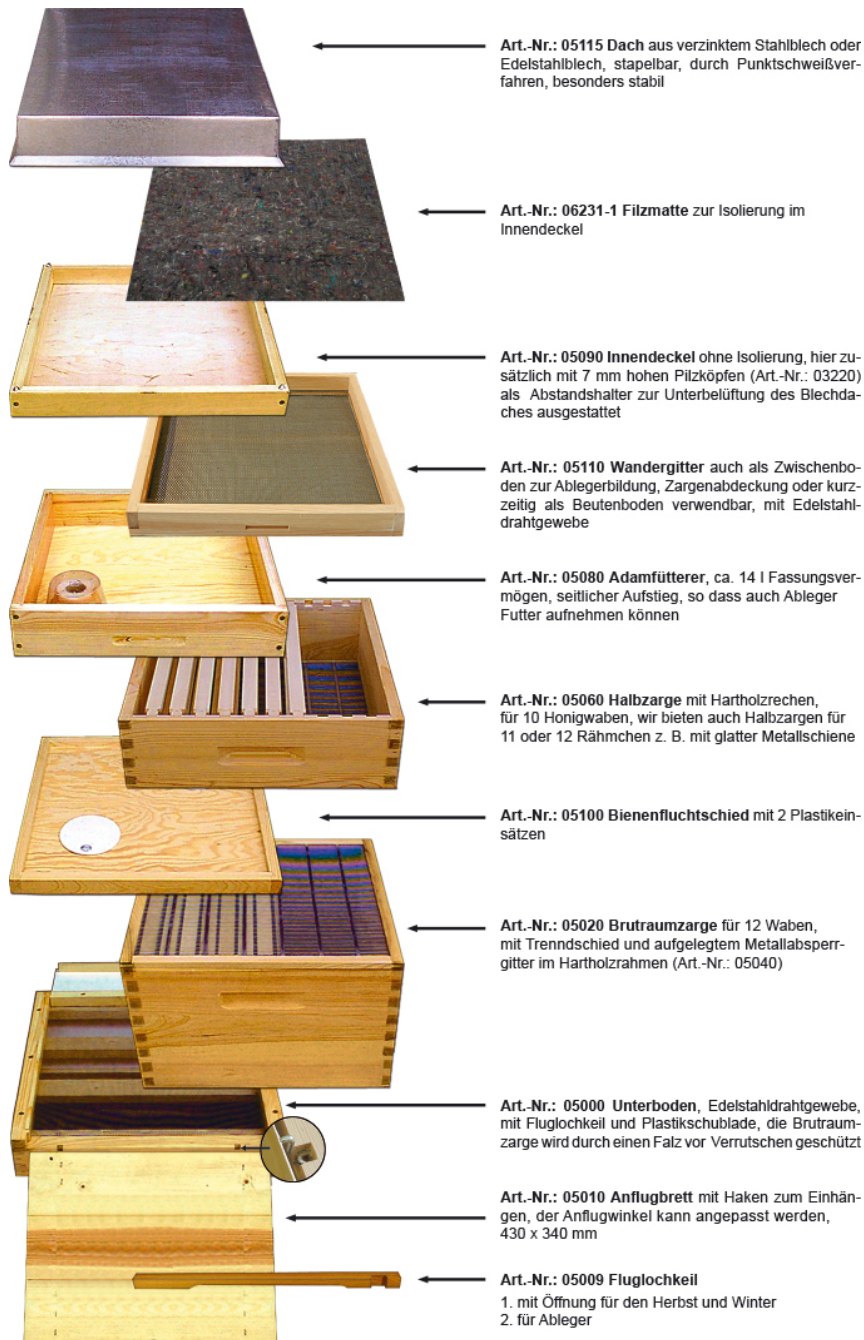 Art.-Nr.: 05115 Dach aus verzinktem Stahlblech oder
Edelstahlblech, stapelbar, durch Punktschweißver-
fahren, besonders stabil
Art.-Nr.: 06231-1 Filzmatte zur Isolierung im
Innendeckel
Art.-Nr.: 05090 Innendeckel ohne Isolierung, hier zu-
sätzlich mit 7 mm hohen Pilzköpfen (Art.-Nr.: 03220)
als Abstandshalter zur Unterbelüftung des Blechda-
ches ausgestattet
Art.-Nr.: 05110 Wandergitter auch als Zwischenbo-
den zur Ablegerbildung, Zargenabdeckung oder kurz-
zeitig als Beutenboden verwendbar, mit Edelstahl-
drahtgewebe
Art.-Nr.: 05080 Adamfütterer, ca. 14 l Fassungsver-
mögen, seitlicher Aufstieg, so dass auch Ableger
Futter aufnehmen können
Art.-Nr.: 05060 Halbzarge mit Hartholzrechen,
für 10 Honigwaben, wir bieten auch Halbzargen für
11 oder 12 Rähmchen z. B. mit glatter Metallschiene
Art.-Nr.: 05100 Bienenfluchtschied mit 2 Plastikein-
sätzen
Art.-Nr.: 05020 Brutraumzarge für 12 Waben,
mit Trenndschied und aufgelegtem Metallabsperr-
gitter im Hartholzrahmen (Art.-Nr.: 05040)
Art.-Nr.: 05000 Unterboden, Edelstahldrahtgewebe,
mit Fluglochkeil und Plastikschublade, die Brutraum-
zarge wird durch einen Falz vor Verrutschen geschützt
Art.-Nr.: 05010 Anflugbrett mit Haken zum Einhän-
gen, der Anflugwinkel kann angepasst werden,
430 x 340 mm
Art.-Nr.: 05009 Fluglochkeil
1. mit Öffnung für den Herbst und Winter
2. für Ableger